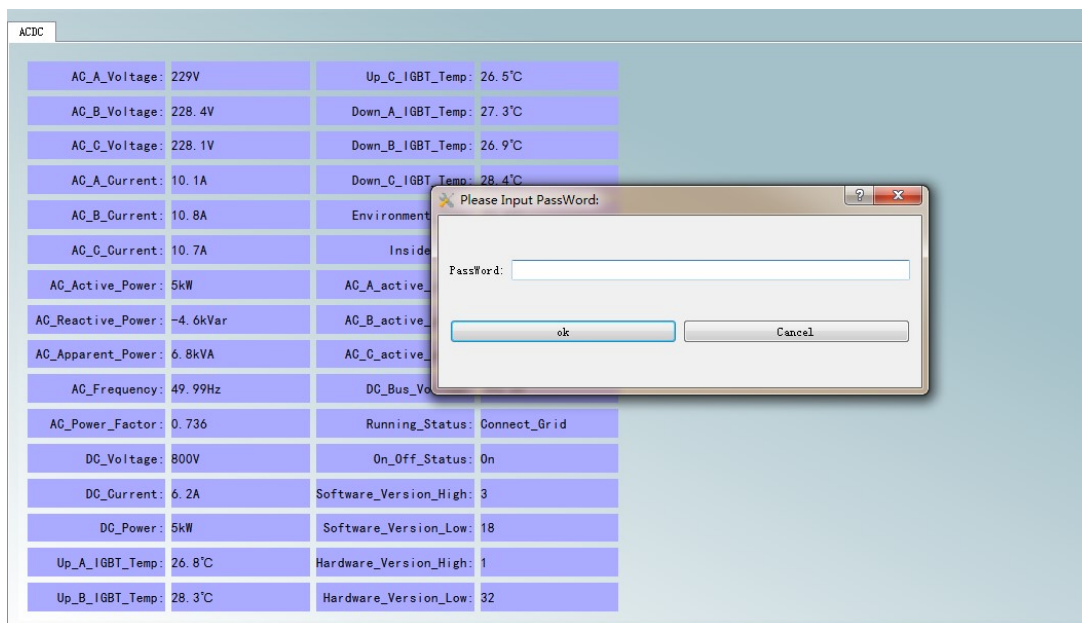 ACDC
AC_A_Voltage: 229V Up_C_IGBT_Temp: 26.5℃
AC_B_Voltage: 228.4V Down_A_IGBT_Temp: 27.3℃
AC_C_Voltage: 228.1V Down_B_IGBT_Temp: 26.9℃
AC_A_Current: 10.1A Down_C_IGBT_Temp: 28.4℃
Please Input PassWord:
AC_B_Current: 10.8A Environment
AC_C_Current: 10.7A Inside
PassWord:
AC_Active_Power: 5kW AC_A_active_
AC_Reactive_Power: -4.6kVar AC_B_active_
ok Cancel
AC_Apparent_Power: 6.8kVA AC_C_active_
AC_Frequency: 49.99Hz DC_Bus_Vo
AC_Power_Factor: 0.736 Running_Status: Connect_Grid
DC_Voltage: 800V On_Off_Status: On
DC_Current: 6.2A Software_Version_High: 3
DC_Power: 5kW Software_Version_Low: 18
Up_A_IGBT_Temp: 26.8℃ Hardware_Version_High: 1
Up_B_IGBT_Temp: 28.3℃ Hardware_Version_Low: 32